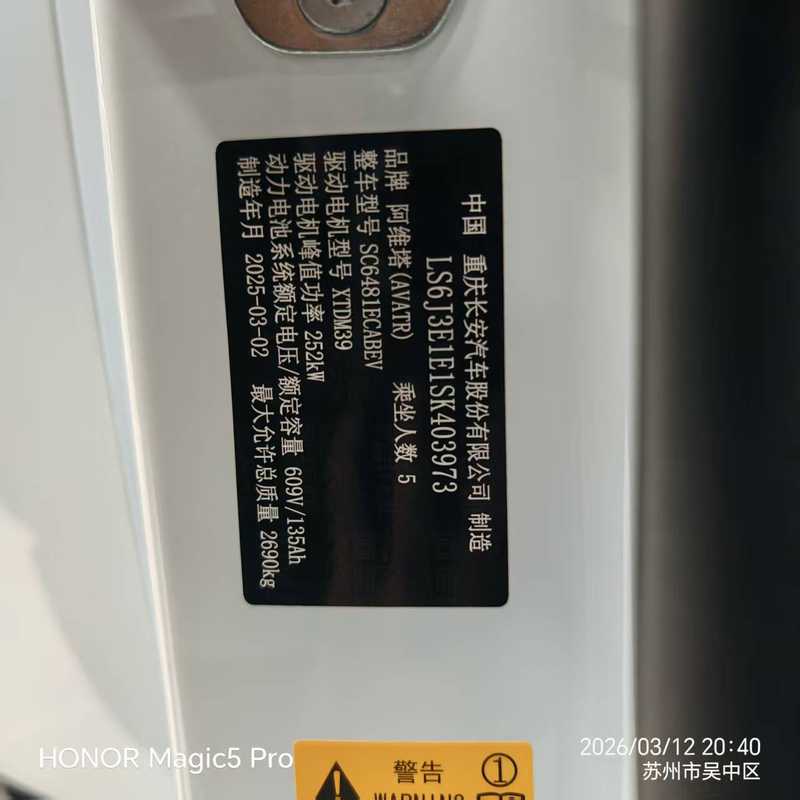 中国 重庆长安汽车股份有限公司 制造
LS6J3E1E1SK403973
品牌 阿维塔(AVATR) 乘坐人数 5
整车型号 SC6481ECABEV
驱动电机型号 XTDM39
驱动电机峰值功率 252kW
动力电池系统额定电压/额定容量 609V/135Ah
制造年月 2025-03-02 最大允许总质量 2690kg
警告 ①
WARNING
HONOR Magic5 Pro
2026/03/12 20:40
苏州市吴中区